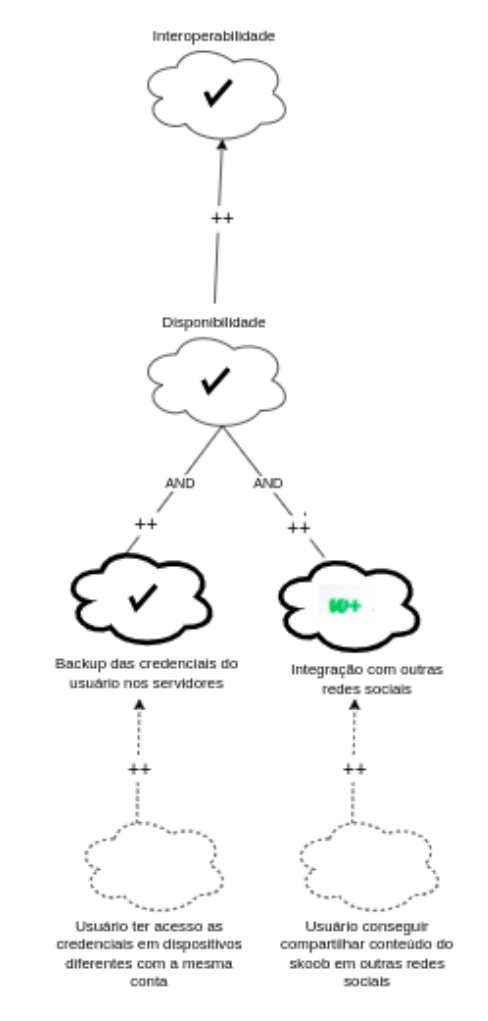 Interoperabilidade
++
Disponibilidade
AND AND
++ ++
W+
Backup das credenciais do
usuário nos servidores
Integração com outras
redes sociais
++ ++
Usuário ter acesso as
credenciais em dispositivos
diferentes com a mesma
conta
Usuário conseguir
compartilhar conteúdo do
skoob em outras redes
sociais